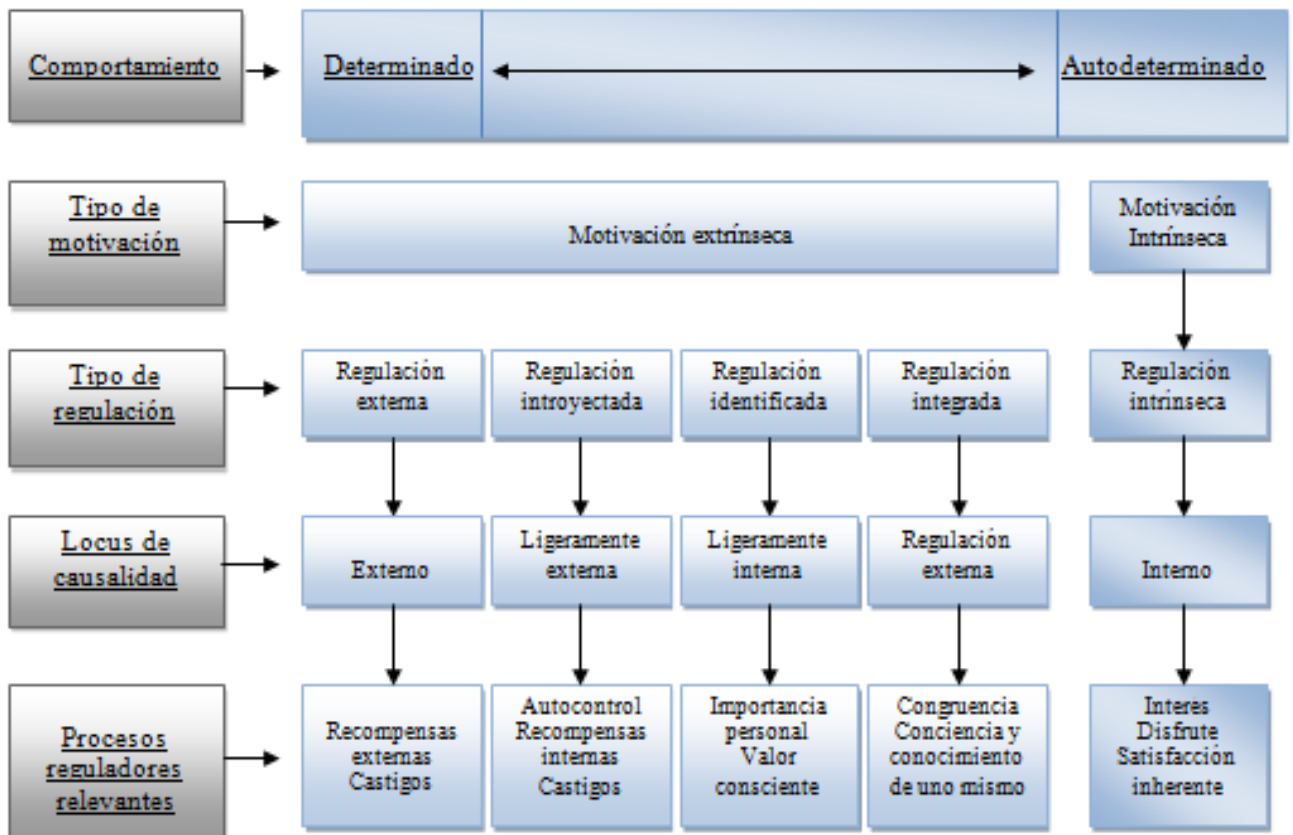 Comportamiento
Determinado
Autodeterminado
Tipo de
motivación
Motivación extrínseca
Motivación
Intrínseca
Tipo de
regulación
Regulación
externa
Regulación
introyectada
Regulación
identificada
Regulación
integrada
Regulación
intrínseca
Locus de
causalidad
Externo
Ligeramente
externa
Ligeramente
interna
Regulación
externa
Interno
Procesos
reguladores
relevantes
Recompensas
externas
Castigos
Autocontrol
Recompensas
internas
Castigos
Importancia
personal
Valor
consciente
Congruencia
Conciencia y
conocimiento
de uno mismo
Interés
Disfrute
Satisfacción
inherente